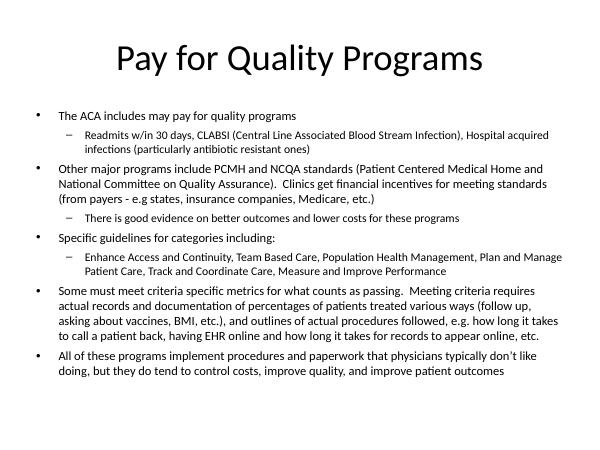 Pay for Quality Programs
• The ACA includes may pay for quality programs
– Readmits w/in 30 days, CLABSI (Central Line Associated Blood Stream Infection), Hospital acquired
infections (particularly antibiotic resistant ones)
• Other major programs include PCMH and NCQA standards (Patient Centered Medical Home and
National Committee on Quality Assurance).  Clinics get financial incentives for meeting standards
(from payers - e.g states, insurance companies, Medicare, etc.)
– There is good evidence on better outcomes and lower costs for these programs
• Specific guidelines for categories including:
– Enhance Access and Continuity, Team Based Care, Population Health Management, Plan and Manage
Patient Care, Track and Coordinate Care, Measure and Improve Performance
• Some must meet criteria specific metrics for what counts as passing.  Meeting criteria requires
actual records and documentation of percentages of patients treated various ways (follow up,
asking about vaccines, BMI, etc.), and outlines of actual procedures followed, e.g. how long it takes
to call a patient back, having EHR online and how long it takes for records to appear online, etc.
• All of these programs implement procedures and paperwork that physicians typically don't like
doing, but they do tend to control costs, improve quality, and improve patient outcomes